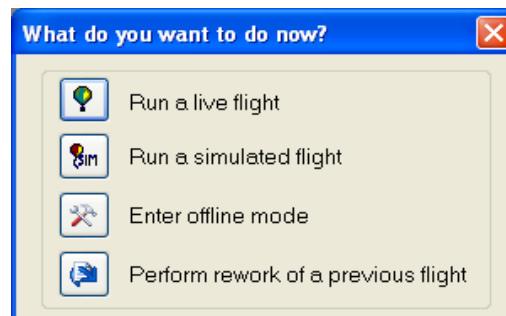 What do you want to do now?
Run a live flight
SIM
Run a simulated flight
Enter offline mode
Perform rework of a previous flight